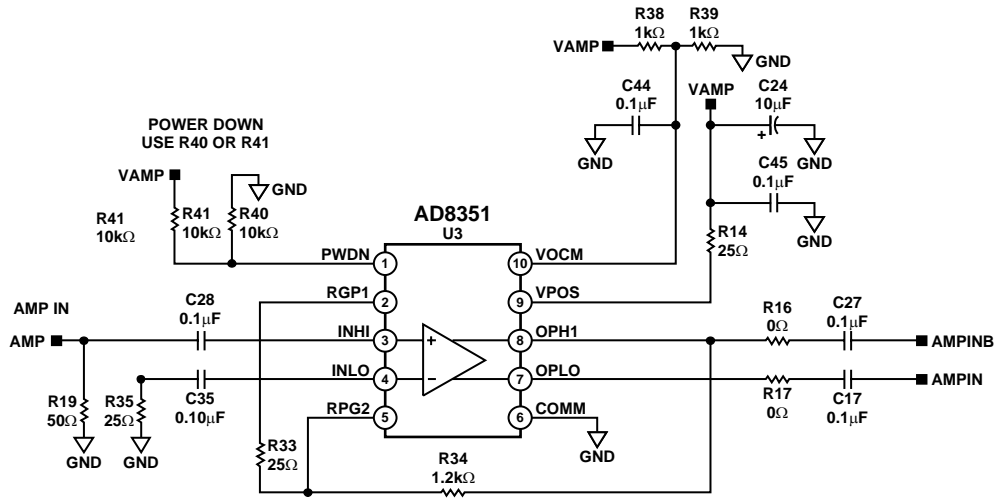 R38
1kΩ
R39
1kΩ
VAMP
GND
C44
0.1μF
GND
VAMP
C24
10μF
+
GND
C45
0.1μF
GND
R14
25Ω
POWER DOWN
USE R40 OR R41
VAMP
GND
R41
10kΩ
R41
10kΩ
R40
10kΩ
AD8351
U3
PWDN
1
10
VOCM
RGP1
2
9
VPOS
AMP IN
AMP
C28
0.1μF
INHI
3
+
8
OPH1
R16
0Ω
C27
0.1μF
AMPINB
INLO
4
−
7
OPLO
AMPIN
R19
50Ω
GND
R35
25Ω
GND
C35
0.10μF
RPG2
5
6
COMM
GND
R17
0Ω
C17
0.1μF
R33
25Ω
R34
1.2kΩ